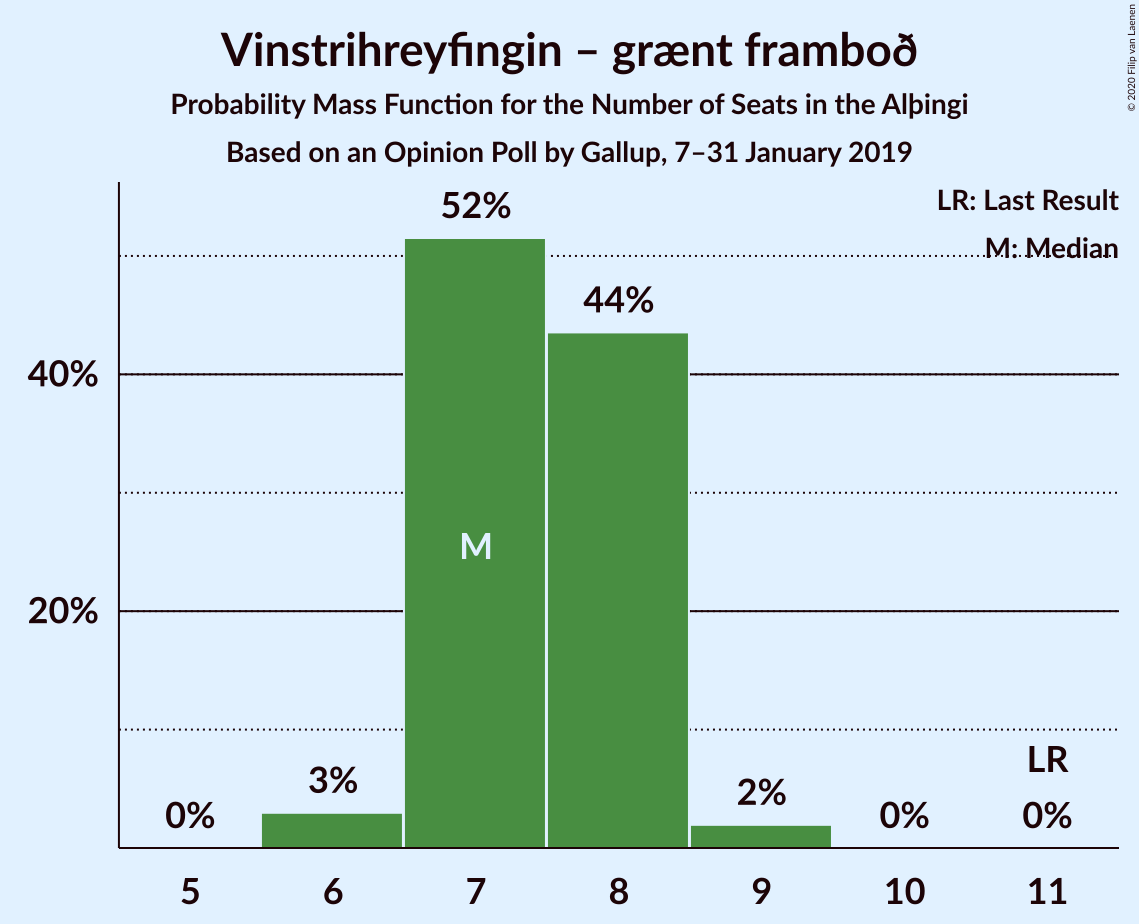 Vinstrihreyfingin – grænt framboð
Probability Mass Function for the Number of Seats in the Alþingi
Based on an Opinion Poll by Gallup, 7–31 January 2019
© 2020 Filip van Laenen
LR: Last Result
M: Median
52%
44%
40%
M
20%
LR
0%
3%
2%
0%
0%
5
6
7
8
9
10
11